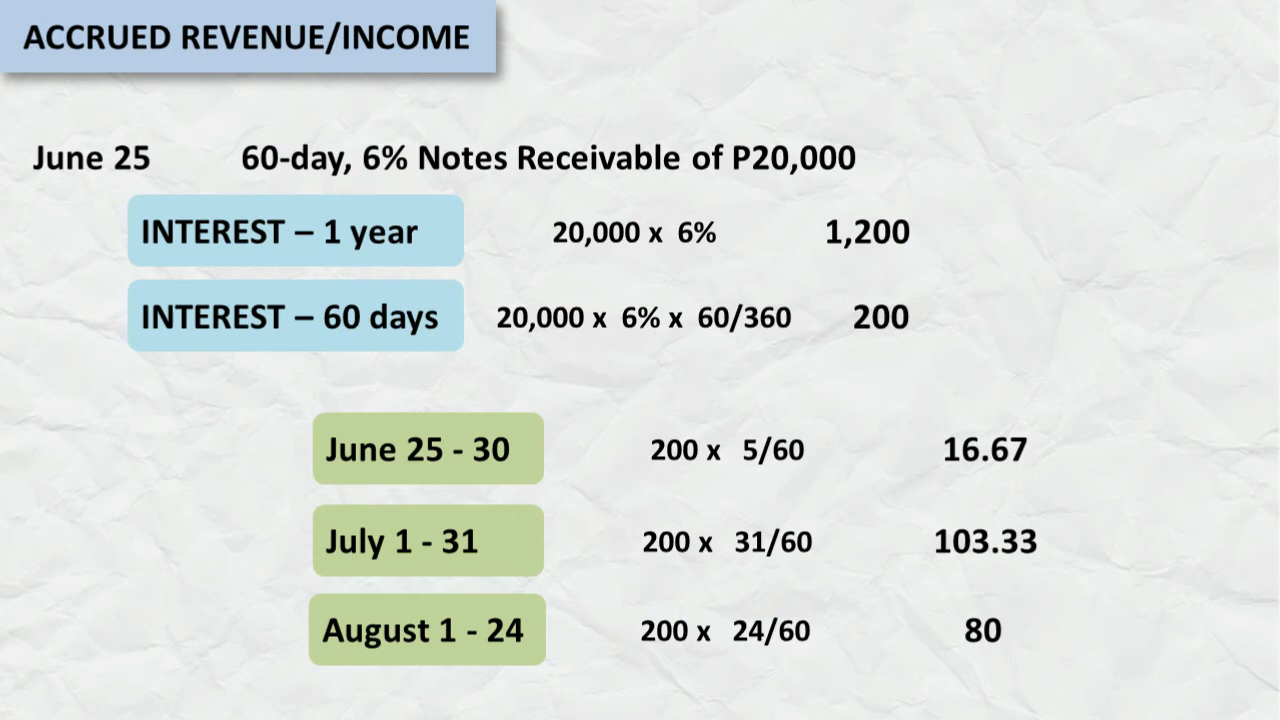 ACCRUED REVENUE/INCOME
June 25 60-day, 6% Notes Receivable of P20,000
INTEREST – 1 year 20,000 x 6% 1,200
INTEREST – 60 days 20,000 x 6% x 60/360 200
June 25 - 30 200 x 5/60 16.67
July 1 - 31 200 x 31/60 103.33
August 1 - 24 200 x 24/60 80